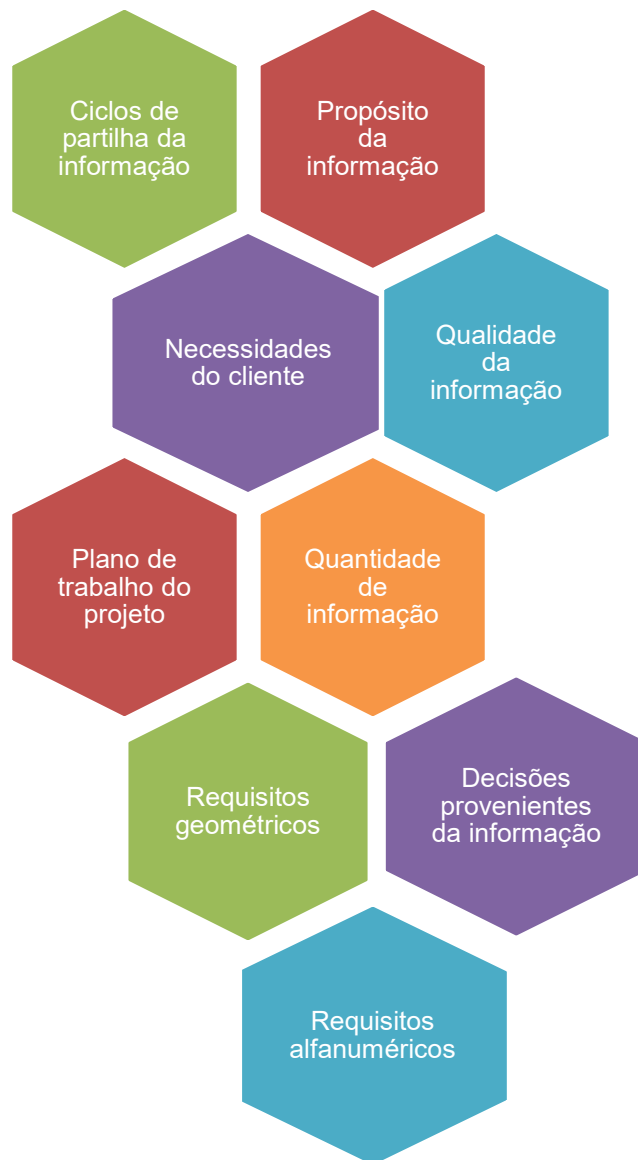 Ciclos de
partilha da
informação
Propósito
da
informação
Necessidades
do cliente
Qualidade
da
informação
Plano de
trabalho do
projeto
Quantidade
de
informação
Requisitos
geométricos
Decisões
provenientes
da informação
Requisitos
alfanuméricos